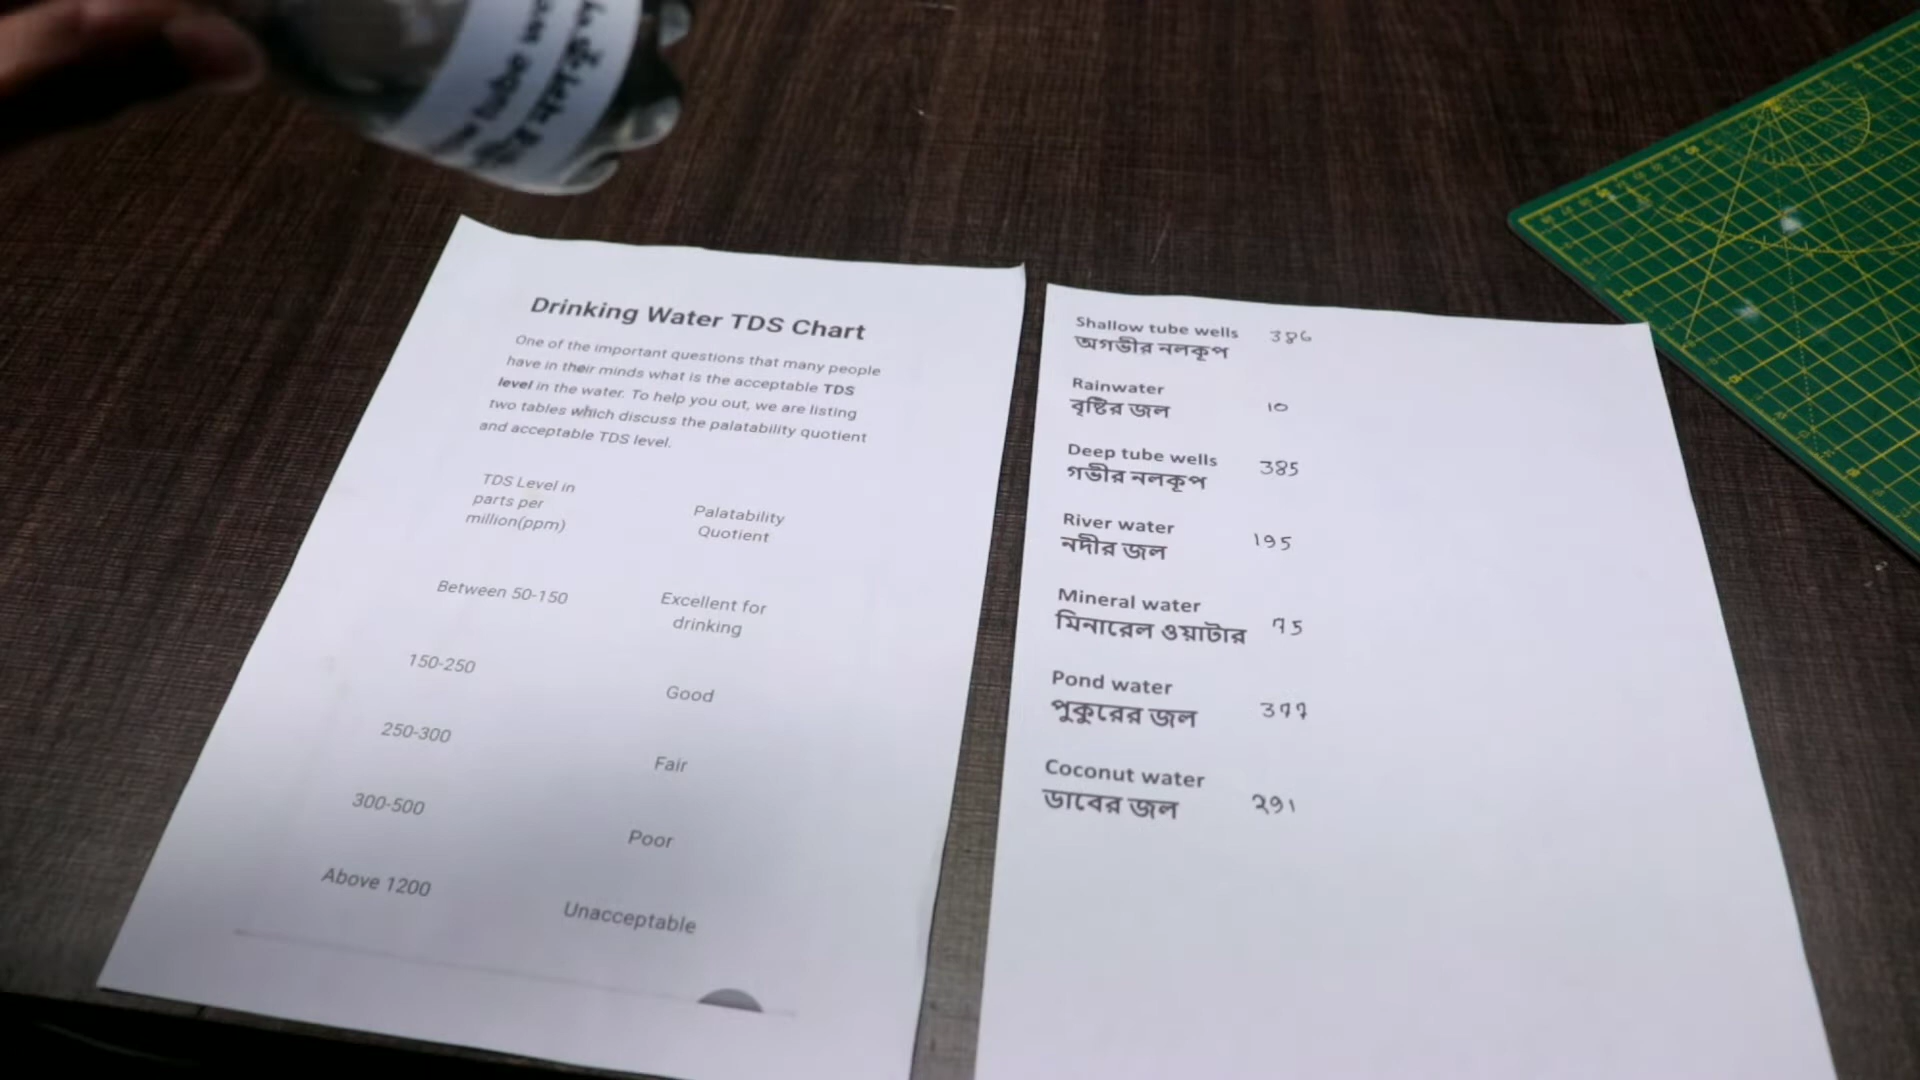 Drinking Water TDS Chart
One of the important questions that many people
have in their minds what is the acceptable TDS
level in the water. To help you out, we are listing
two tables which discuss the palatability quotient
and acceptable TDS level.
TDS Level in
parts per
million(ppm)
Palatability
Quotient
Between 50-150
Excellent for
drinking
150-250
Good
250-300
Fair
300-500
Poor
Above 1200
Unacceptable
Shallow tube wells 386
অগভীর নলকূপ
Rainwater
বৃষ্টির জল 10
Deep tube wells 385
গভীর নলকূপ
River water
নদীর জল 195
Mineral water
মিনারেল ওয়াটার 75
Pond water
পুকুরের জল 377
Coconut water
ডাবের জল 291